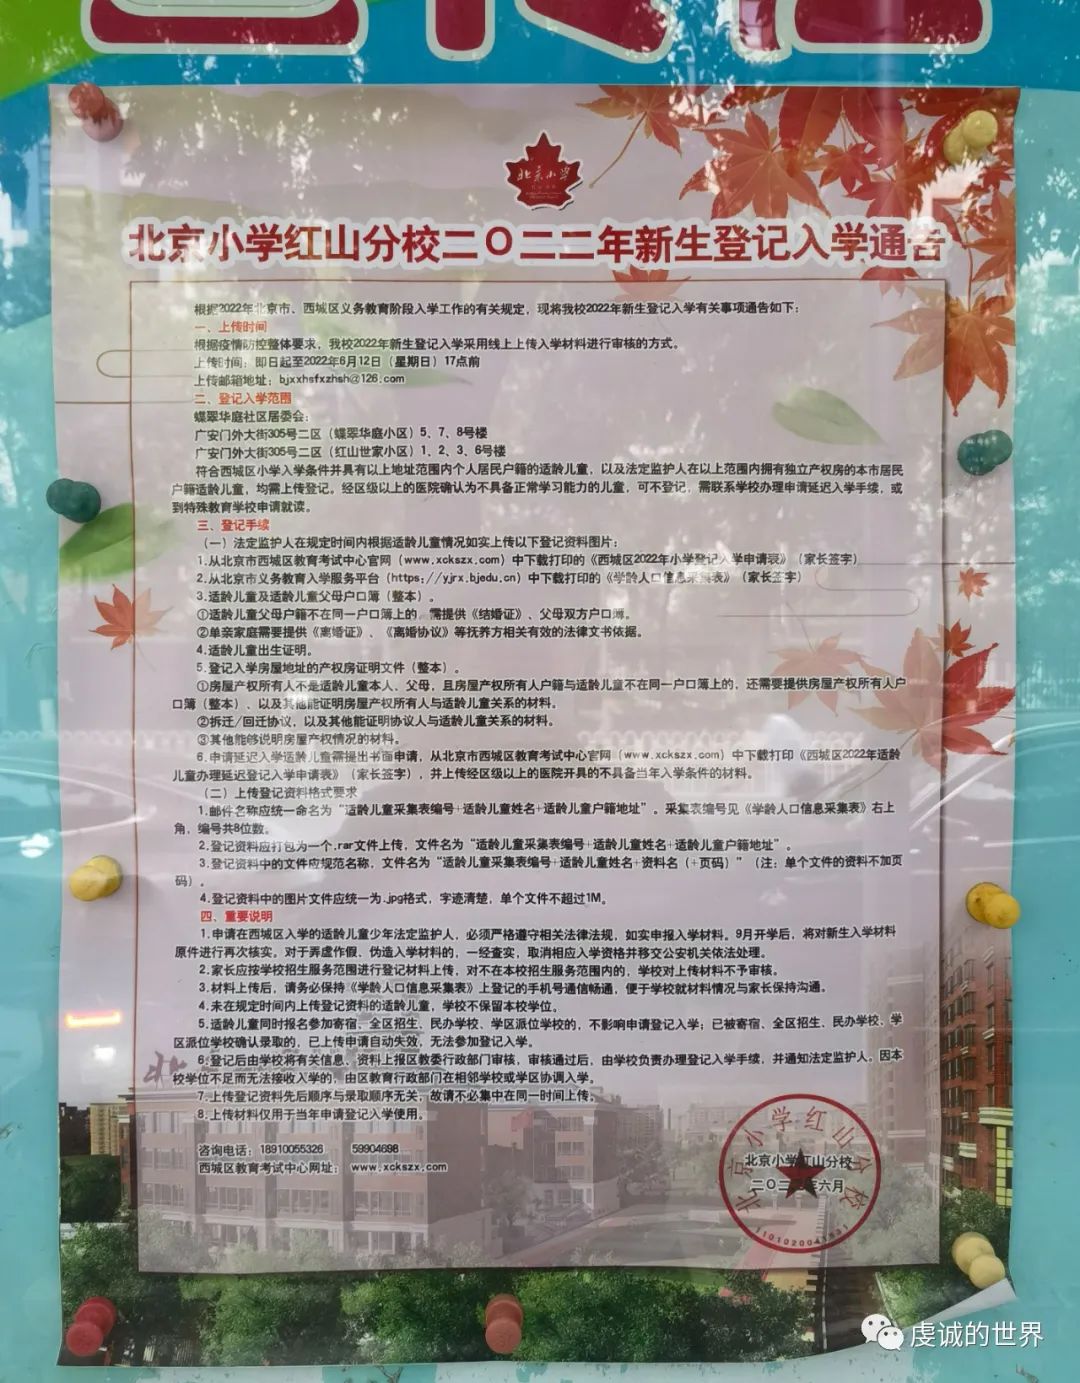 北京小学
北京小学红山分校二〇二二年新生登记入学通告
根据2022年北京市、西城区义务教育阶段入学工作的有关规定，现将我校2022年新生登记入学有关事项通告如下：
一、上传时间
根据疫情防控整体要求，我校2022年新生登记入学采用线上上传入学材料进行审核的方式。
上传时间：即日起至2022年6月12日（星期日）17点前
上传邮箱地址：bjxxhsfxzhsh@126.com
二、登记入学范围
蝶翠华庭社区居委会：
广安门外大街305号二区（蝶翠华庭小区）5、7、8号楼
广安门外大街305号二区（红山世家小区）1、2、3、6号楼
符合西城区小学入学条件并具有以上地址范围内个人居民户籍的适龄儿童，以及法定监护人在以上范围内拥有独立产权房的本市居民
户籍适龄儿童，均需上传登记。经区级以上的医院确认为不具备正常学习能力的儿童，可不登记，需联系学校办理申请延迟入学手续，或
到特殊教育学校申请就读。
三、登记手续
（一）法定监护人在规定时间内根据适龄儿童情况如实上传以下登记资料图片：
1.从北京市西城区教育考试中心官网（www.xckszx.com）中下载打印的《西城区2022年小学登记入学申请表》（家长签字）
2.从北京市义务教育入学服务平台（https://yjrx.bjedu.cn）中下载打印的《学龄人口信息采集表》（家长签字）
3.适龄儿童及适龄儿童父母户口簿（整本）。
①适龄儿童父母户籍不在同一户口簿上的，需提供《结婚证》、父母双方户口簿。
②单亲家庭需要提供《离婚证》、《离婚协议》等抚养方相关有效的法律文书依据。
4.适龄儿童出生证明。
5.登记入学房屋地址的产权房证明文件（整本）。
①房屋产权所有人不是适龄儿童本人、父母，且房屋产权所有人户籍与适龄儿童不在同一户口簿上的，还需要提供房屋产权所有人户
口簿（整本）、以及其他能证明房屋产权所有人与适龄儿童关系的材料。
②拆迁/回迁协议，以及其他能证明协议人与适龄儿童关系的材料。
③其他能够说明房屋产权情况的材料。
6.申请延迟入学适龄儿童需提出书面申请，从北京市西城区教育考试中心官网（www.xckszx.com）中下载打印《西城区2022年适龄
儿童办理延迟登记入学申请表》（家长签字），并上传经区级以上的医院开具的不具备当年入学条件的材料。
（二）上传登记资料格式要求
1.邮件名称应统一命名为“适龄儿童采集表编号+适龄儿童姓名+适龄儿童户籍地址”。采集表编号见《学龄人口信息采集表》右上
角，编号共8位数。
2.登记资料应打包为一个.rar文件上传，文件名为“适龄儿童采集表编号+适龄儿童姓名+适龄儿童户籍地址”。
3.登记资料中的文件应规范名称，文件名为“适龄儿童采集表编号+适龄儿童姓名+资料名（+页码）”（注：单个文件的资料不加页
码）。
4.登记资料中的图片文件应统一为.jpg格式，字迹清楚，单个文件不超过1M。
四、重要说明
1.申请在西城区入学的适龄儿童少年法定监护人，必须严格遵守相关法律法规，如实申报入学材料。9月开学后，将对新生入学材料
原件进行再次核实。对于弄虚作假、伪造入学材料的，一经查实，取消相应入学资格并移交公安机关依法处理。
2.家长应按学校招生服务范围进行登记材料上传，对不在本校招生服务范围内的，学校对上传材料不予审核。
3.材料上传后，请务必保持《学龄人口信息采集表》上登记的手机号通信畅通，便于学校就材料情况与家长保持沟通。
4.未在规定时间内上传登记资料的适龄儿童，学校不保留本校学位。
5.适龄儿童同时报名参加寄宿、全区招生、民办学校、学区派位学校的，不影响申请登记入学；已被寄宿、全区招生、民办学校、学
区派位学校确认录取的，已上传申请自动失效，无法参加登记入学。
6.登记后由学校将有关信息、资料上报区教委行政部门审核，审核通过后，由学校负责办理登记入学手续，并通知法定监护人。因本
校学位不足而无法接收入学的，由区教育行政部门在相邻学校或学区协调入学。
7.上传登记资料先后顺序与录取顺序无关，故请不必集中在同一时间上传。
8.上传材料仅用于当年申请登记入学使用。
咨询电话：18910055326 59904698
西城区教育考试中心网址：www.xckszx.com
北京小学红山分校
北京小学红山分校
二〇二二年六月
虔诚的世界